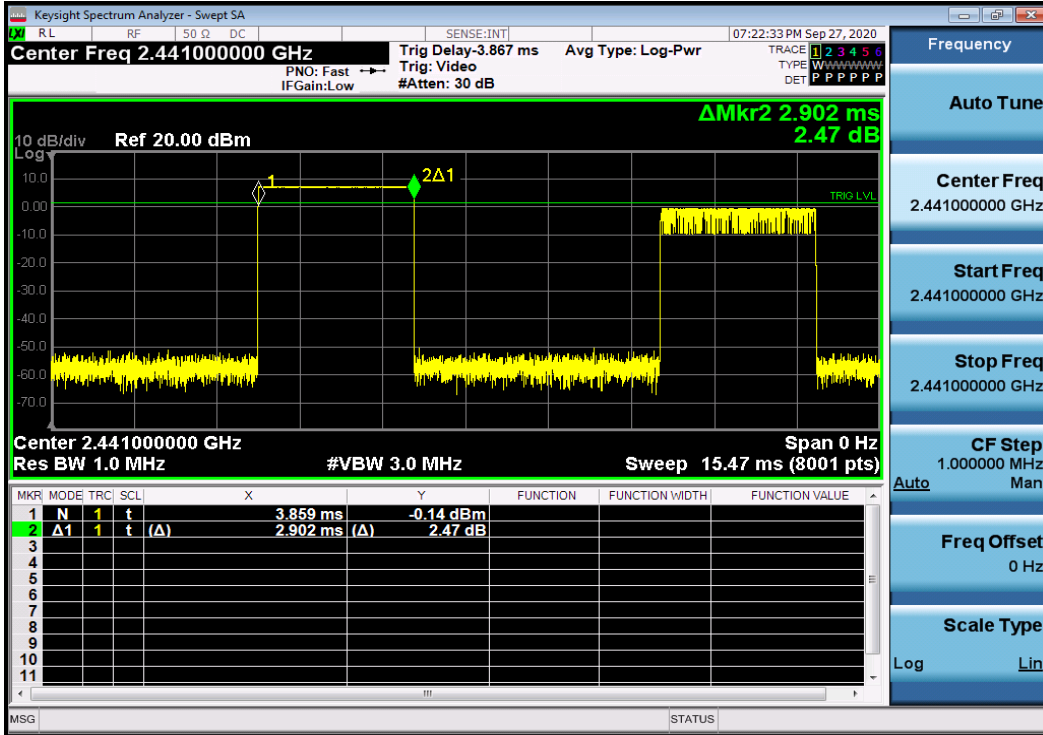 Keysight Spectrum Analyzer - Swept SA
LXI RL RF 50 Ω DC SENSE:INT 07:22:33 PM Sep 27, 2020
Center Freq 2.441000000 GHz
PNO: Fast
IFGain:Low
Trig Delay-3.867 ms
Trig: Video
#Atten: 30 dB
Avg Type: Log-Pwr
TRACE 1 2 3 4 5 6
TYPE WWWWWW
DET P P P P P P
ΔMkr2 2.902 ms
2.47 dB
10 dB/div Ref 20.00 dBm
Log
10.0
0.00
-10.0
-20.0
-30.0
-40.0
-50.0
-60.0
-70.0
1
2Δ1
TRIG LVL
Center 2.441000000 GHz Span 0 Hz
Res BW 1.0 MHz #VBW 3.0 MHz Sweep 15.47 ms (8001 pts)
MKR MODE TRC SCL X Y FUNCTION FUNCTION WIDTH FUNCTION VALUE
1 N 1 t 3.859 ms -0.14 dBm
2 Δ1 1 t (Δ) 2.902 ms (Δ) 2.47 dB
3
4
5
6
7
8
9
10
11
MSG STATUS
Frequency
Auto Tune
Center Freq
2.441000000 GHz
Start Freq
2.441000000 GHz
Stop Freq
2.441000000 GHz
CF Step
1.000000 MHz
Auto Man
Freq Offset
0 Hz
Scale Type
Log Lin